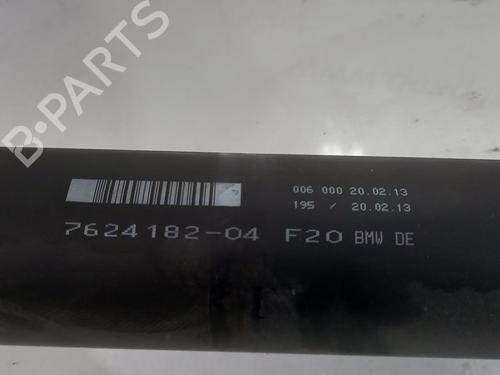 B-PARTS
006 000 20.02.13
195 / 20.02.13
7624182-04 F20 BMW DE